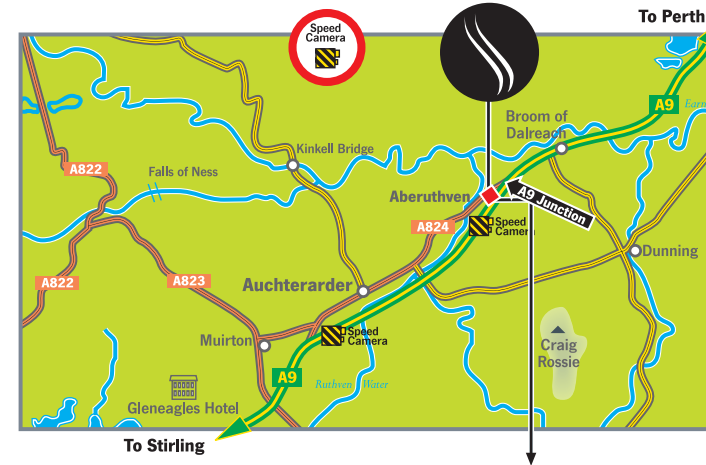 To Perth
Speed
Camera
A9
Earn
Broom of
Dalreach
Kinkell Bridge
A822
Falls of Ness
Aberuthven
A9 Junction
A824
Speed
Camera
Dunning
A822
A823
Auchterarder
Muirton
Speed
Camera
Craig
Rossie
A9
Ruthven Water
Gleneagles Hotel
To Stirling